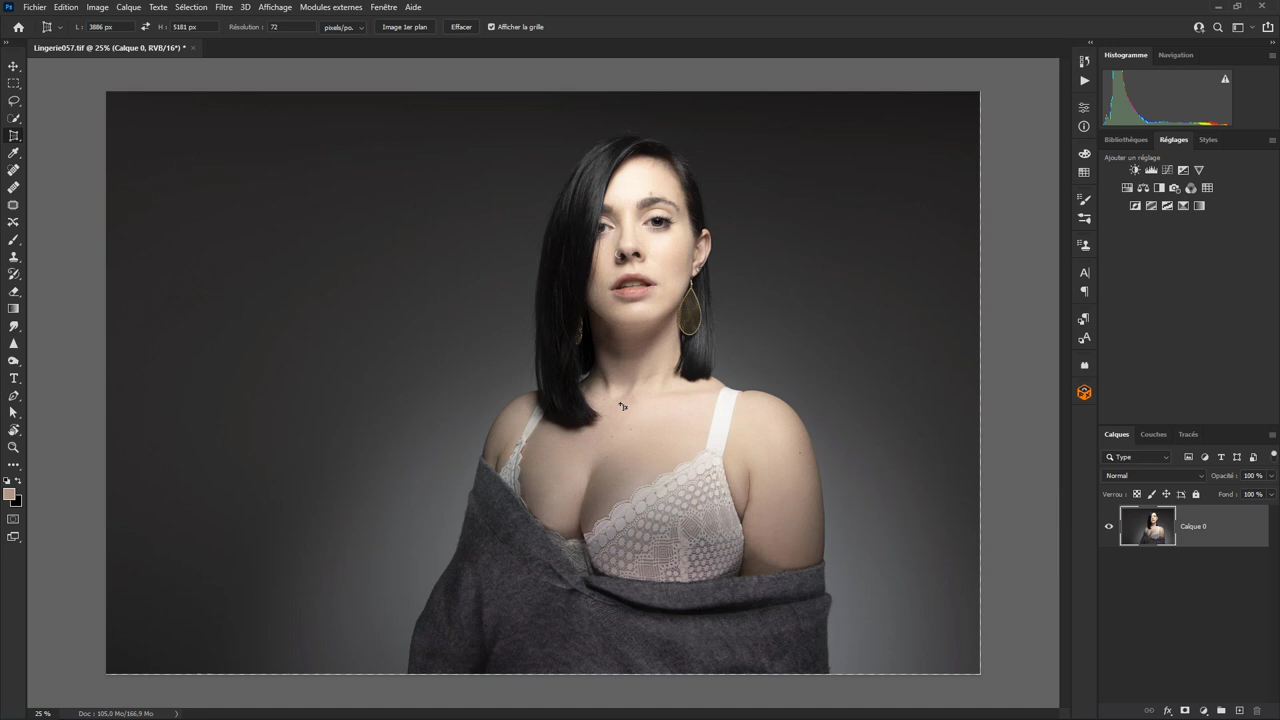 Ps Fichier Edition Image Calque Texte Sélection Filtre 3D Affichage Modules externes Fenêtre Aide
L : 3886 px H : 5181 px Résolution : 72 pixels/po... Image 1er plan Effacer Afficher la grille
Lingerie057.tif @ 25% (Calque 0, RVB/16*) *
Histogramme Navigation
Bibliothèques Réglages Styles
Ajouter un réglage
Calques Couches Tracés
Type
Normal Opacité : 100 %
Verrou : Fond : 100 %
Calque 0
25 % Doc : 105,0 Mo/166,9 Mo